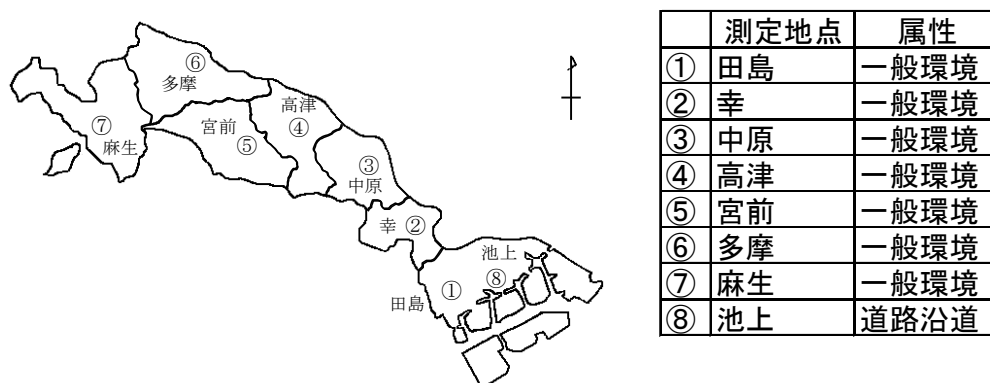 ⑥
多摩
高津
④
宮前
⑤
⑦
麻生
③
中原
幸 ②
池上
⑧
①
田島
測定地点 属性
① 田島 一般環境
② 幸 一般環境
③ 中原 一般環境
④ 高津 一般環境
⑤ 宮前 一般環境
⑥ 多摩 一般環境
⑦ 麻生 一般環境
⑧ 池上 道路沿道